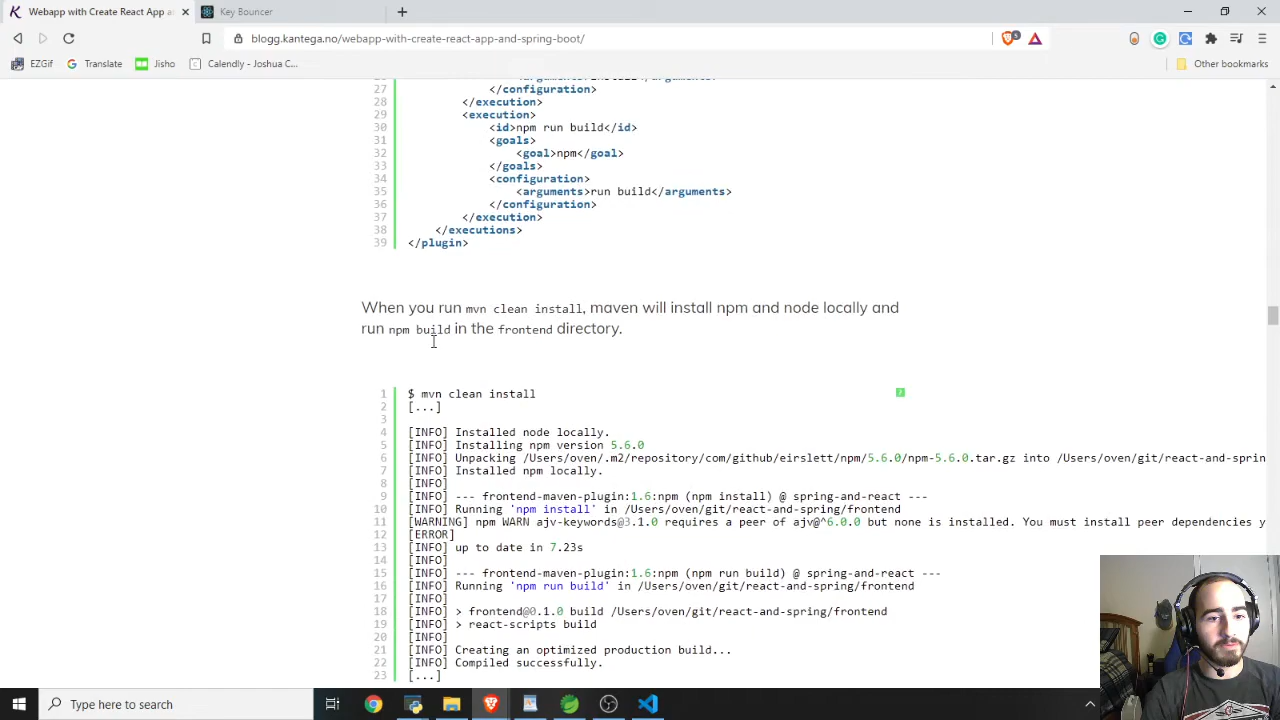 Webapp with Create React App an
Key Bouncer
blogg.kantega.no/webapp-with-create-react-app-and-spring-boot/
5
EZGif
Translate
Jisho
Calendly - Joshua C...
Other bookmarks
27 </configuration>
28 </execution>
29 <execution>
30 <id>npm run build</id>
31 <goals>
32 <goal>npm</goal>
33 </goals>
34 <configuration>
35 <arguments>run build</arguments>
36 </configuration>
37 </execution>
38 </executions>
39 </plugin>
When you run mvn clean install, maven will install npm and node locally and
run npm build in the frontend directory.
1 $ mvn clean install
?
2 [...]
3
4 [INFO] Installed node locally.
5 [INFO] Installing npm version 5.6.0
6 [INFO] Unpacking /Users/oven/.m2/repository/com/github/eirslett/npm/5.6.0/npm-5.6.0.tar.gz into /Users/oven/git/react-and-sprin
7 [INFO] Installed npm locally.
8 [INFO]
9 [INFO] --- frontend-maven-plugin:1.6:npm (npm install) @ spring-and-react ---
10 [INFO] Running 'npm install' in /Users/oven/git/react-and-spring/frontend
11 [WARNING] npm WARN ajv-keywords@3.1.0 requires a peer of ajv@^6.0.0 but none is installed. You must install peer dependencies y
12 [ERROR]
13 [INFO] up to date in 7.23s
14 [INFO]
15 [INFO] --- frontend-maven-plugin:1.6:npm (npm run build) @ spring-and-react ---
16 [INFO] Running 'npm run build' in /Users/oven/git/react-and-spring/frontend
17 [INFO]
18 [INFO] > frontend@0.1.0 build /Users/oven/git/react-and-spring/frontend
19 [INFO] > react-scripts build
20 [INFO]
21 [INFO] Creating an optimized production build...
22 [INFO] Compiled successfully.
23 [...]
Type here to search